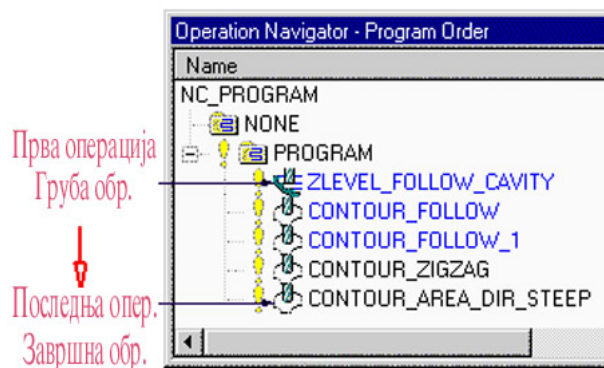 Operation Navigator - Program Order
Name
NC_PROGRAM
NONE
PROGRAM
ZLEVEL_FOLLOW_CAVITY
CONTOUR_FOLLOW
CONTOUR_FOLLOW_1
CONTOUR_ZIGZAG
CONTOUR_AREA_DIR_STEEP
Прва операција
Груба обр.
Последња опер.
Завршна обр.